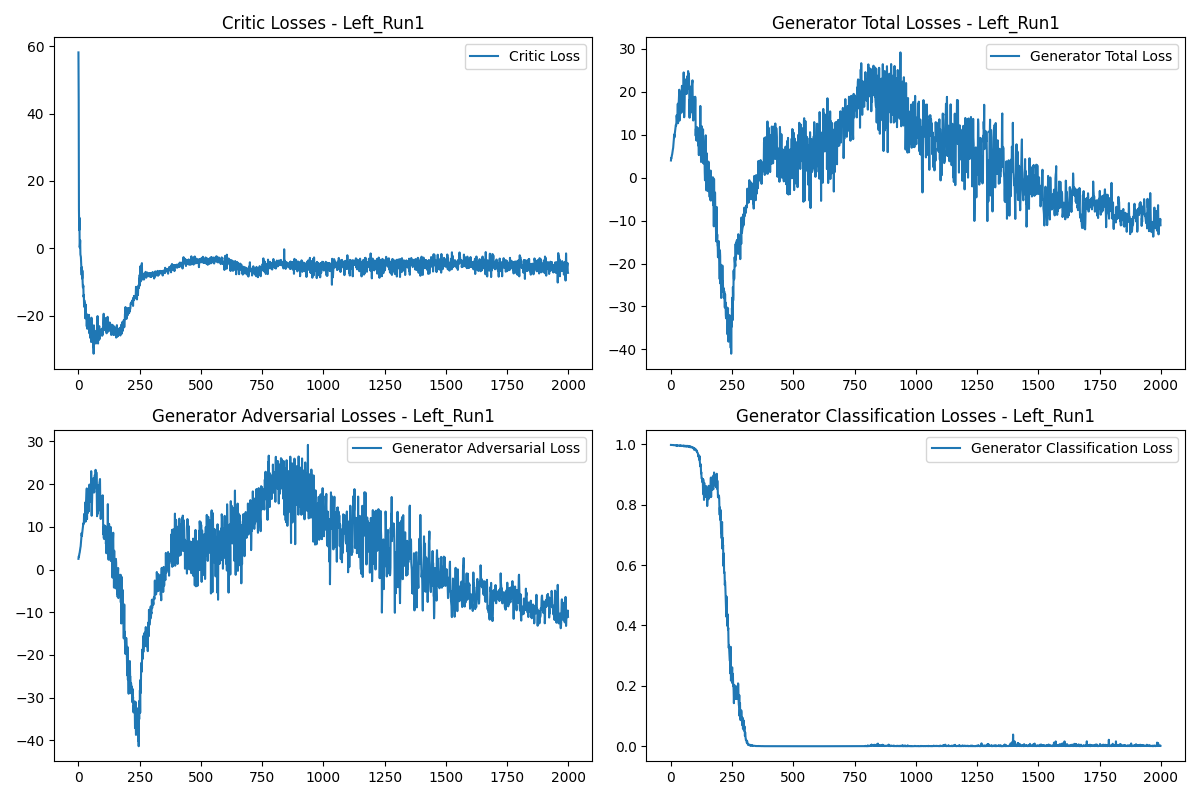 Critic Losses - Left_Run1
Critic Loss
60
40
20
0
−20
0 250 500 750 1000 1250 1500 1750 2000
Generator Total Losses - Left_Run1
Generator Total Loss
30
20
10
0
−10
−20
−30
−40
0 250 500 750 1000 1250 1500 1750 2000
Generator Adversarial Losses - Left_Run1
Generator Adversarial Loss
30
20
10
0
−10
−20
−30
−40
0 250 500 750 1000 1250 1500 1750 2000
Generator Classification Losses - Left_Run1
Generator Classification Loss
1.0
0.8
0.6
0.4
0.2
0.0
0 250 500 750 1000 1250 1500 1750 2000